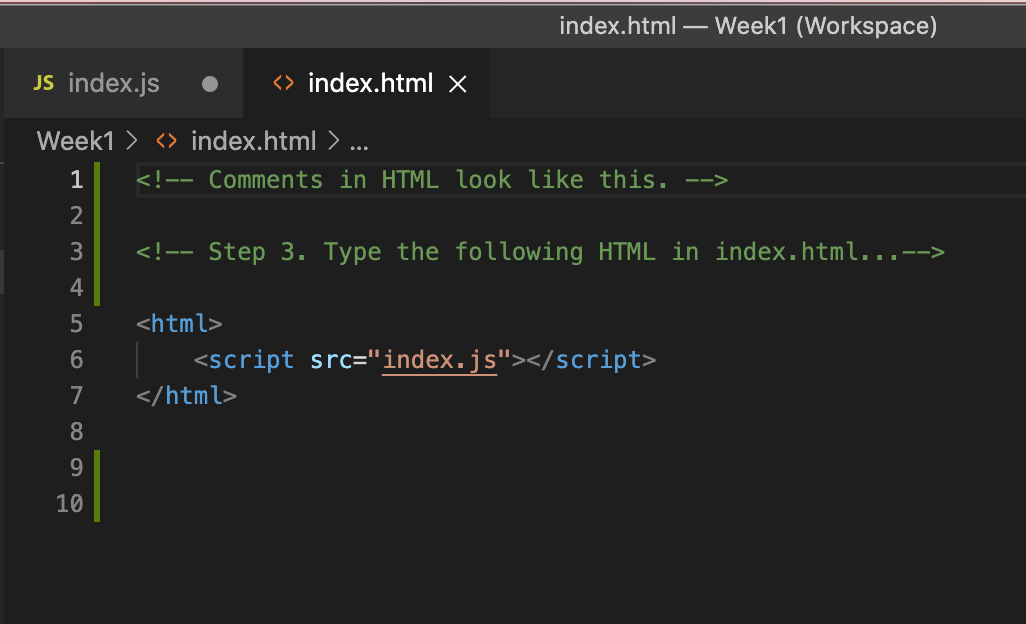 index.html — Week1 (Workspace)
JS index.js ● <> index.html ×
Week1 > <> index.html > ...
1 <!-- Comments in HTML look like this. -->
2
3 <!-- Step 3. Type the following HTML in index.html...-->
4
5 <html>
6     <script src="index.js"></script>
7 </html>
8
9
10